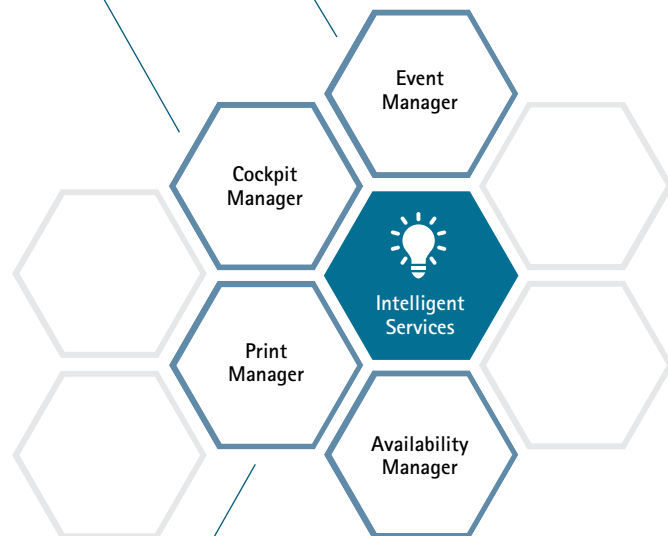 Event
Manager
Cockpit
Manager
Intelligent
Services
Print
Manager
Availability
Manager